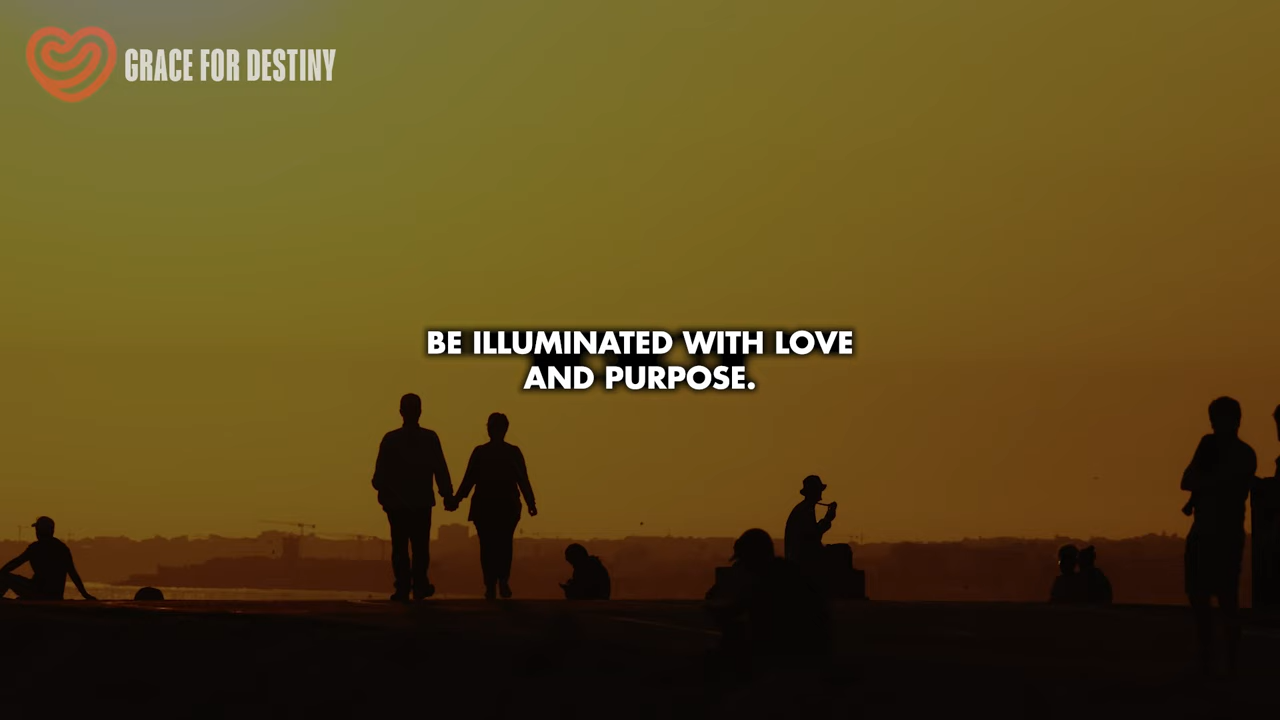 GRACE FOR DESTINY
BE ILLUMINATED WITH LOVE
AND PURPOSE.